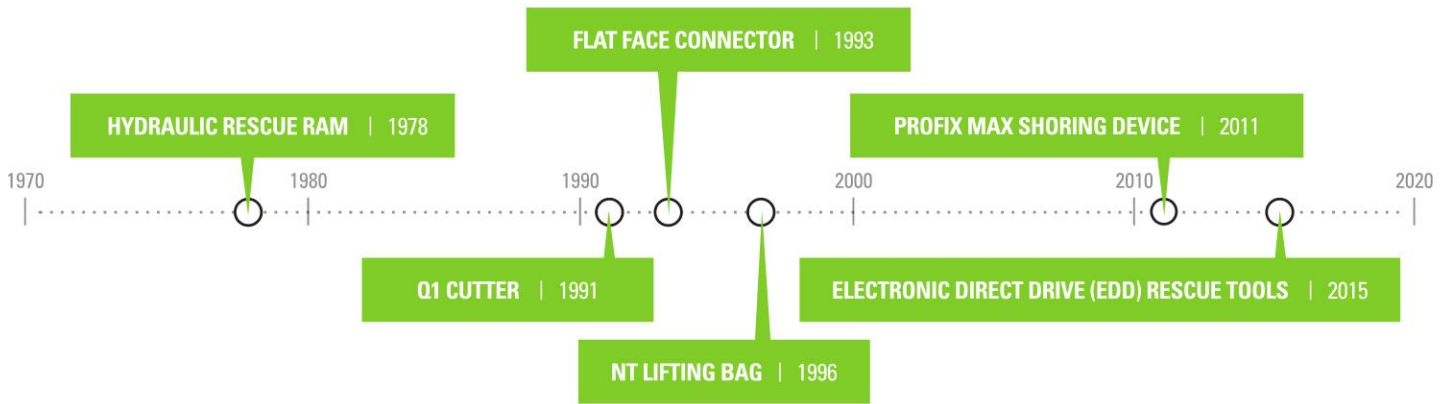 FLAT FACE CONNECTOR | 1993
HYDRAULIC RESCUE RAM | 1978
PROFIX MAX SHORING DEVICE | 2011
1970 1980 1990 2000 2010 2020
Q1 CUTTER | 1991
ELECTRONIC DIRECT DRIVE (EDD) RESCUE TOOLS | 2015
NT LIFTING BAG | 1996